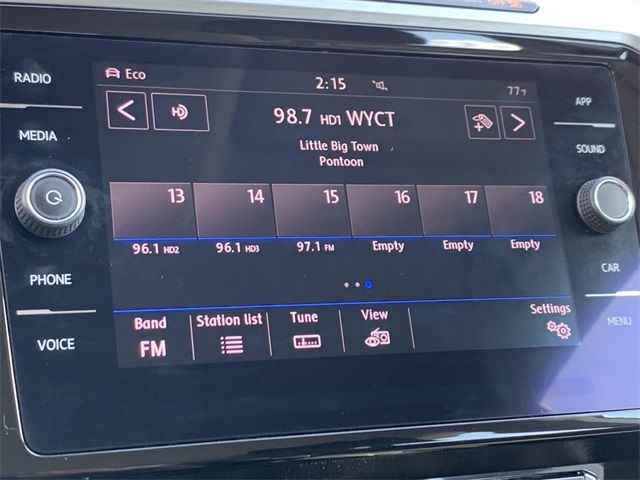 RADIO
MEDIA
PHONE
VOICE
Eco
2:15
77°F
HD
98.7 HD1 WYCT
Little Big Town
Pontoon
13 14 15 16 17 18
96.1 HD2 96.1 HD3 97.1 FM Empty Empty Empty
Band Station list Tune View Settings
FM
APP
SOUND
CAR
MENU